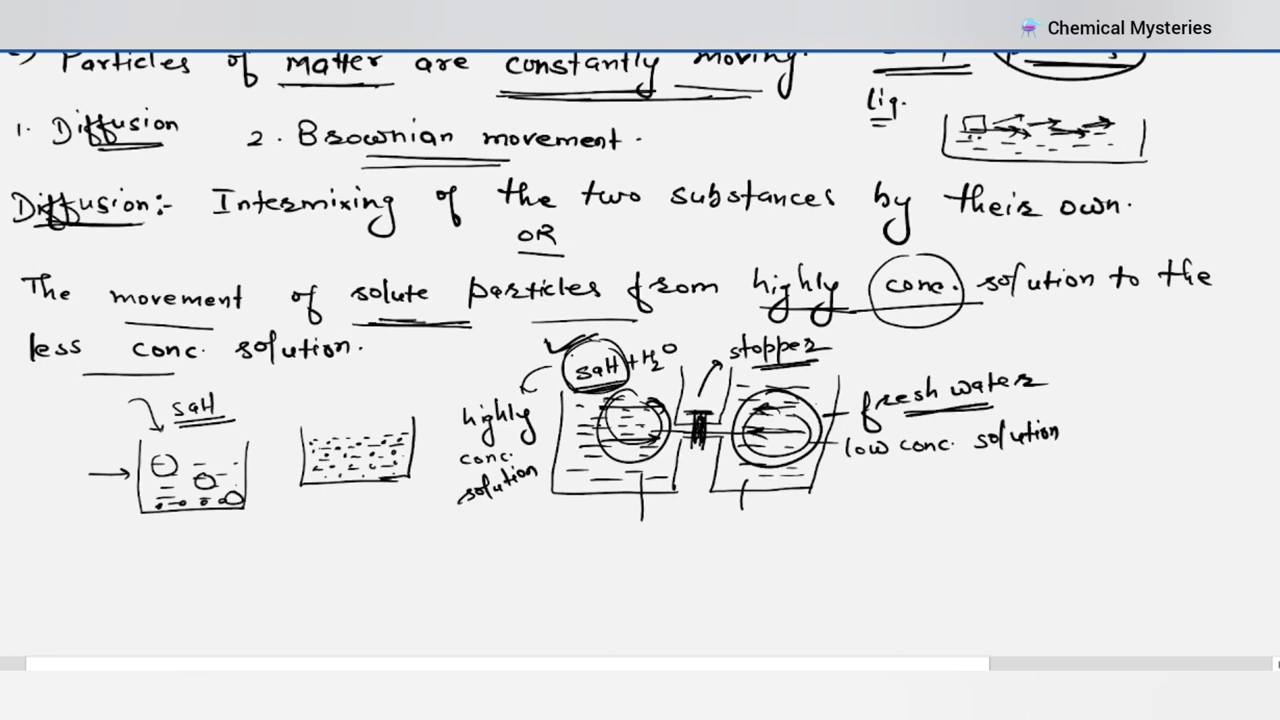 Chemical Mysteries
Particles of Matter are constantly moving.
Liq.
1. Diffusion 2. Brownian movement.
Diffusion:- Intermixing of the two substances by their own.
OR
The movement of solute particles from highly conc. solution to the
less conc. solution.
salt
highly
conc.
solution
salt + H2O
stopper
fresh water
low conc. solution